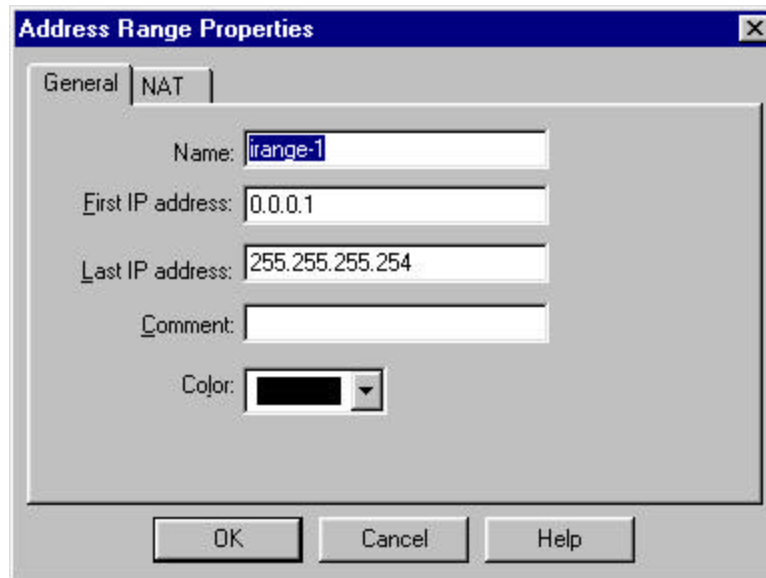 Address Range Properties
General NAT
Name: irange-1
First IP address: 0.0.0.1
Last IP address: 255.255.255.254
Comment:
Color:
OK Cancel Help